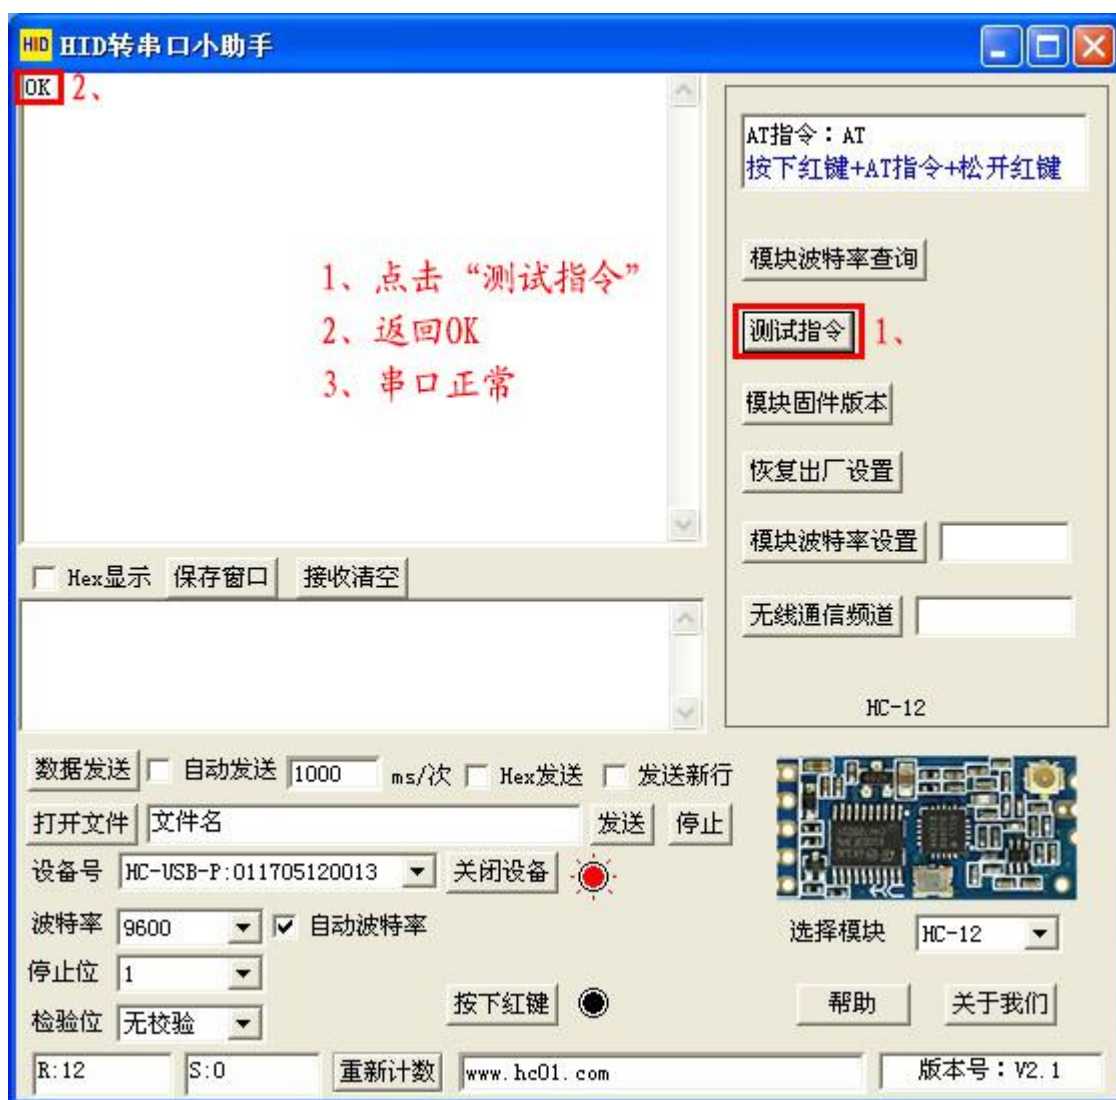 HID HID转串口小助手
OK 2、
AT指令：AT
按下红键+AT指令+松开红键
模块波特率查询
1、点击“测试指令”
2、返回OK
3、串口正常
测试指令 1、
模块固件版本
恢复出厂设置
模块波特率设置
无线通信频道
HC-12
Hex显示 保存窗口 接收清空
数据发送 自动发送 1000 ms/次 Hex发送 发送新行
打开文件 文件名 发送 停止
设备号 HC-USB-P:011705120013 关闭设备
波特率 9600 自动波特率
选择模块 HC-12
停止位 1
按下红键
帮助 关于我们
检验位 无校验
R:12 S:0 重新计数 www.hc01.com 版本号：V2.1